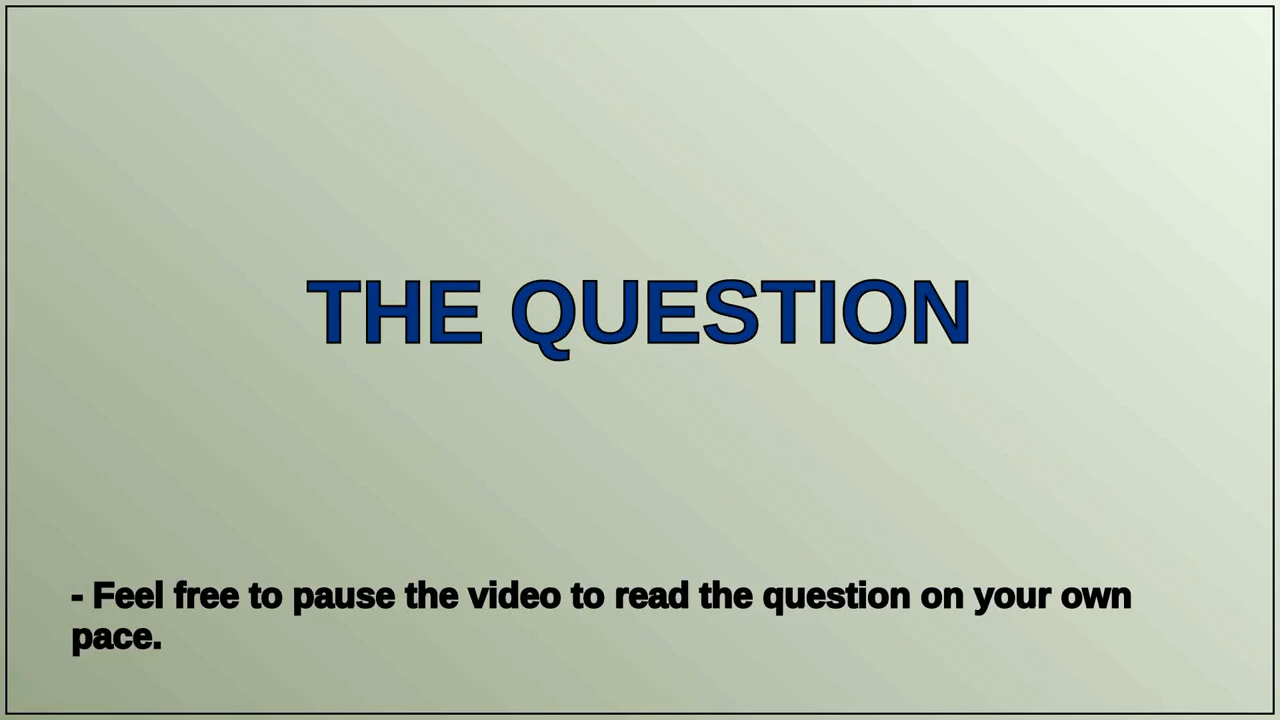 THE QUESTION
- Feel free to pause the video to read the question on your own
pace.